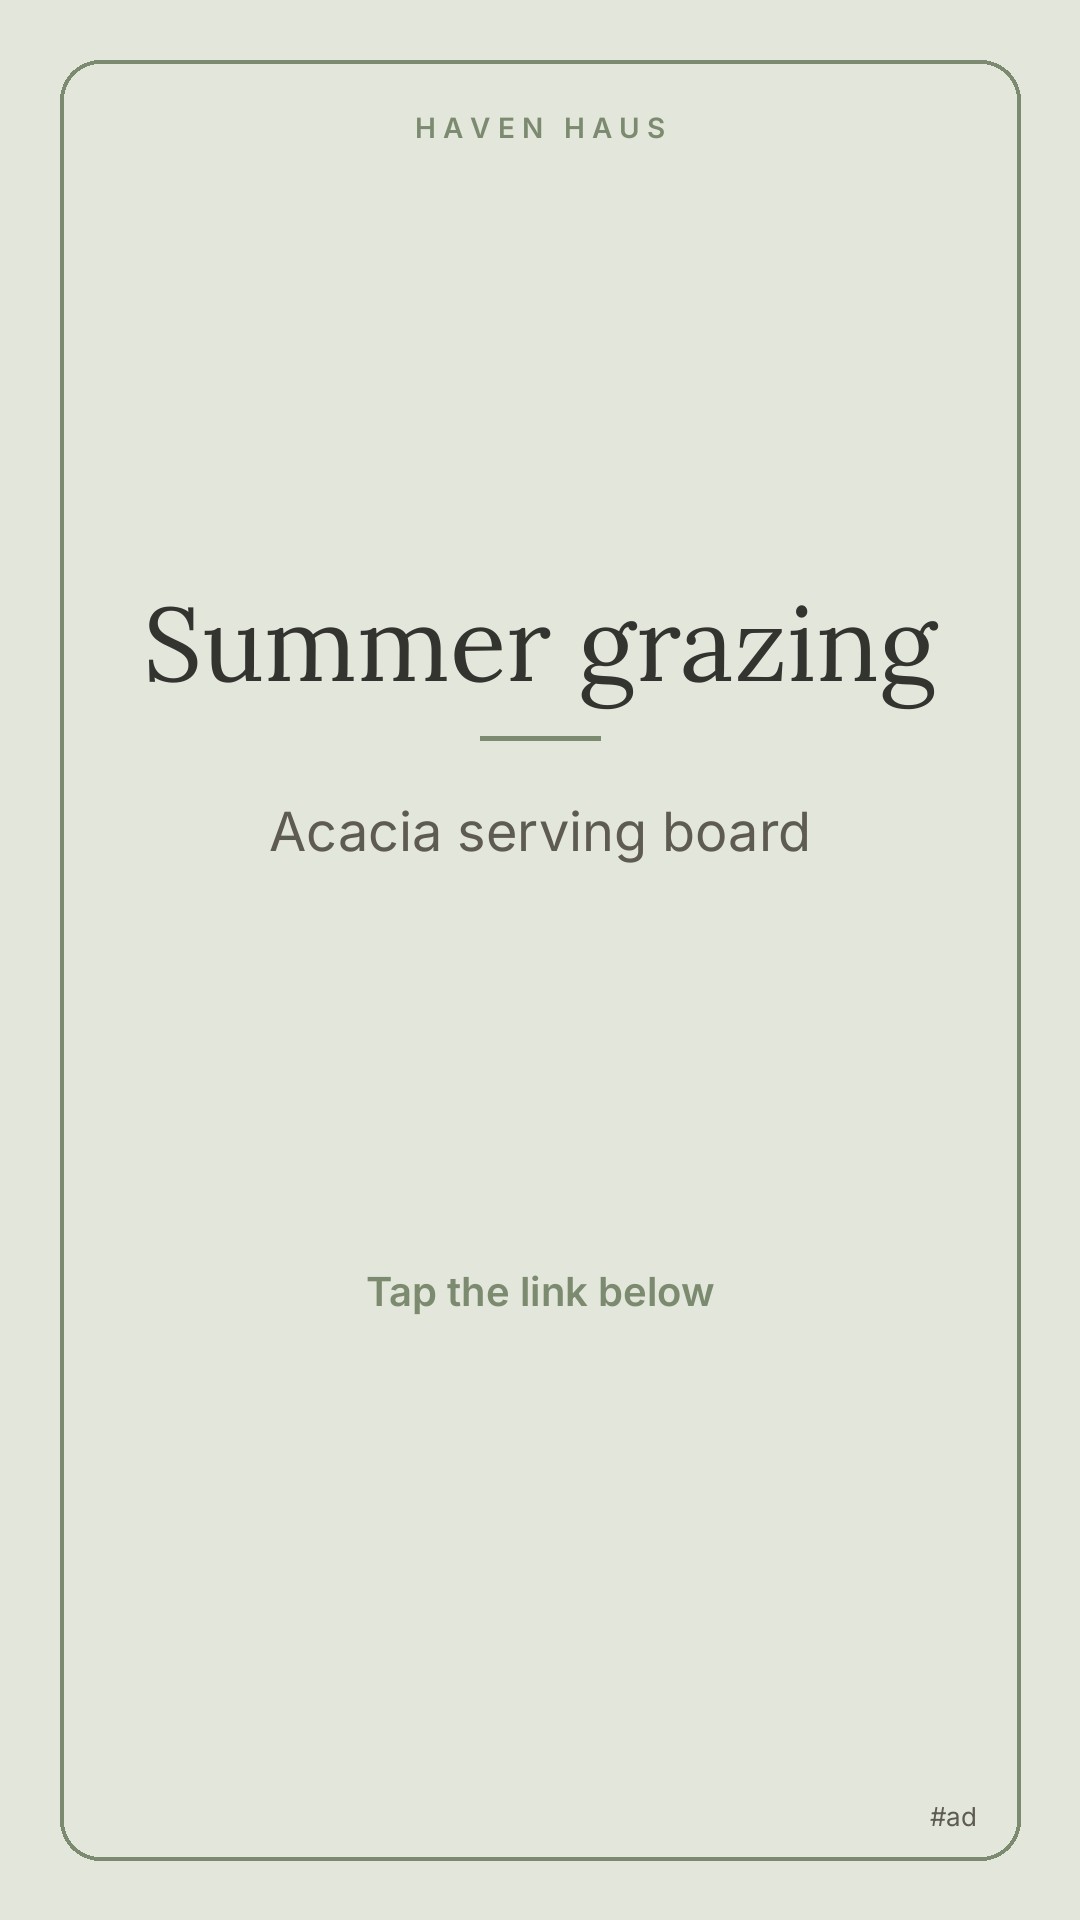 HAVEN HAUS
Summer grazing
Acacia serving board
Tap the link below
#ad